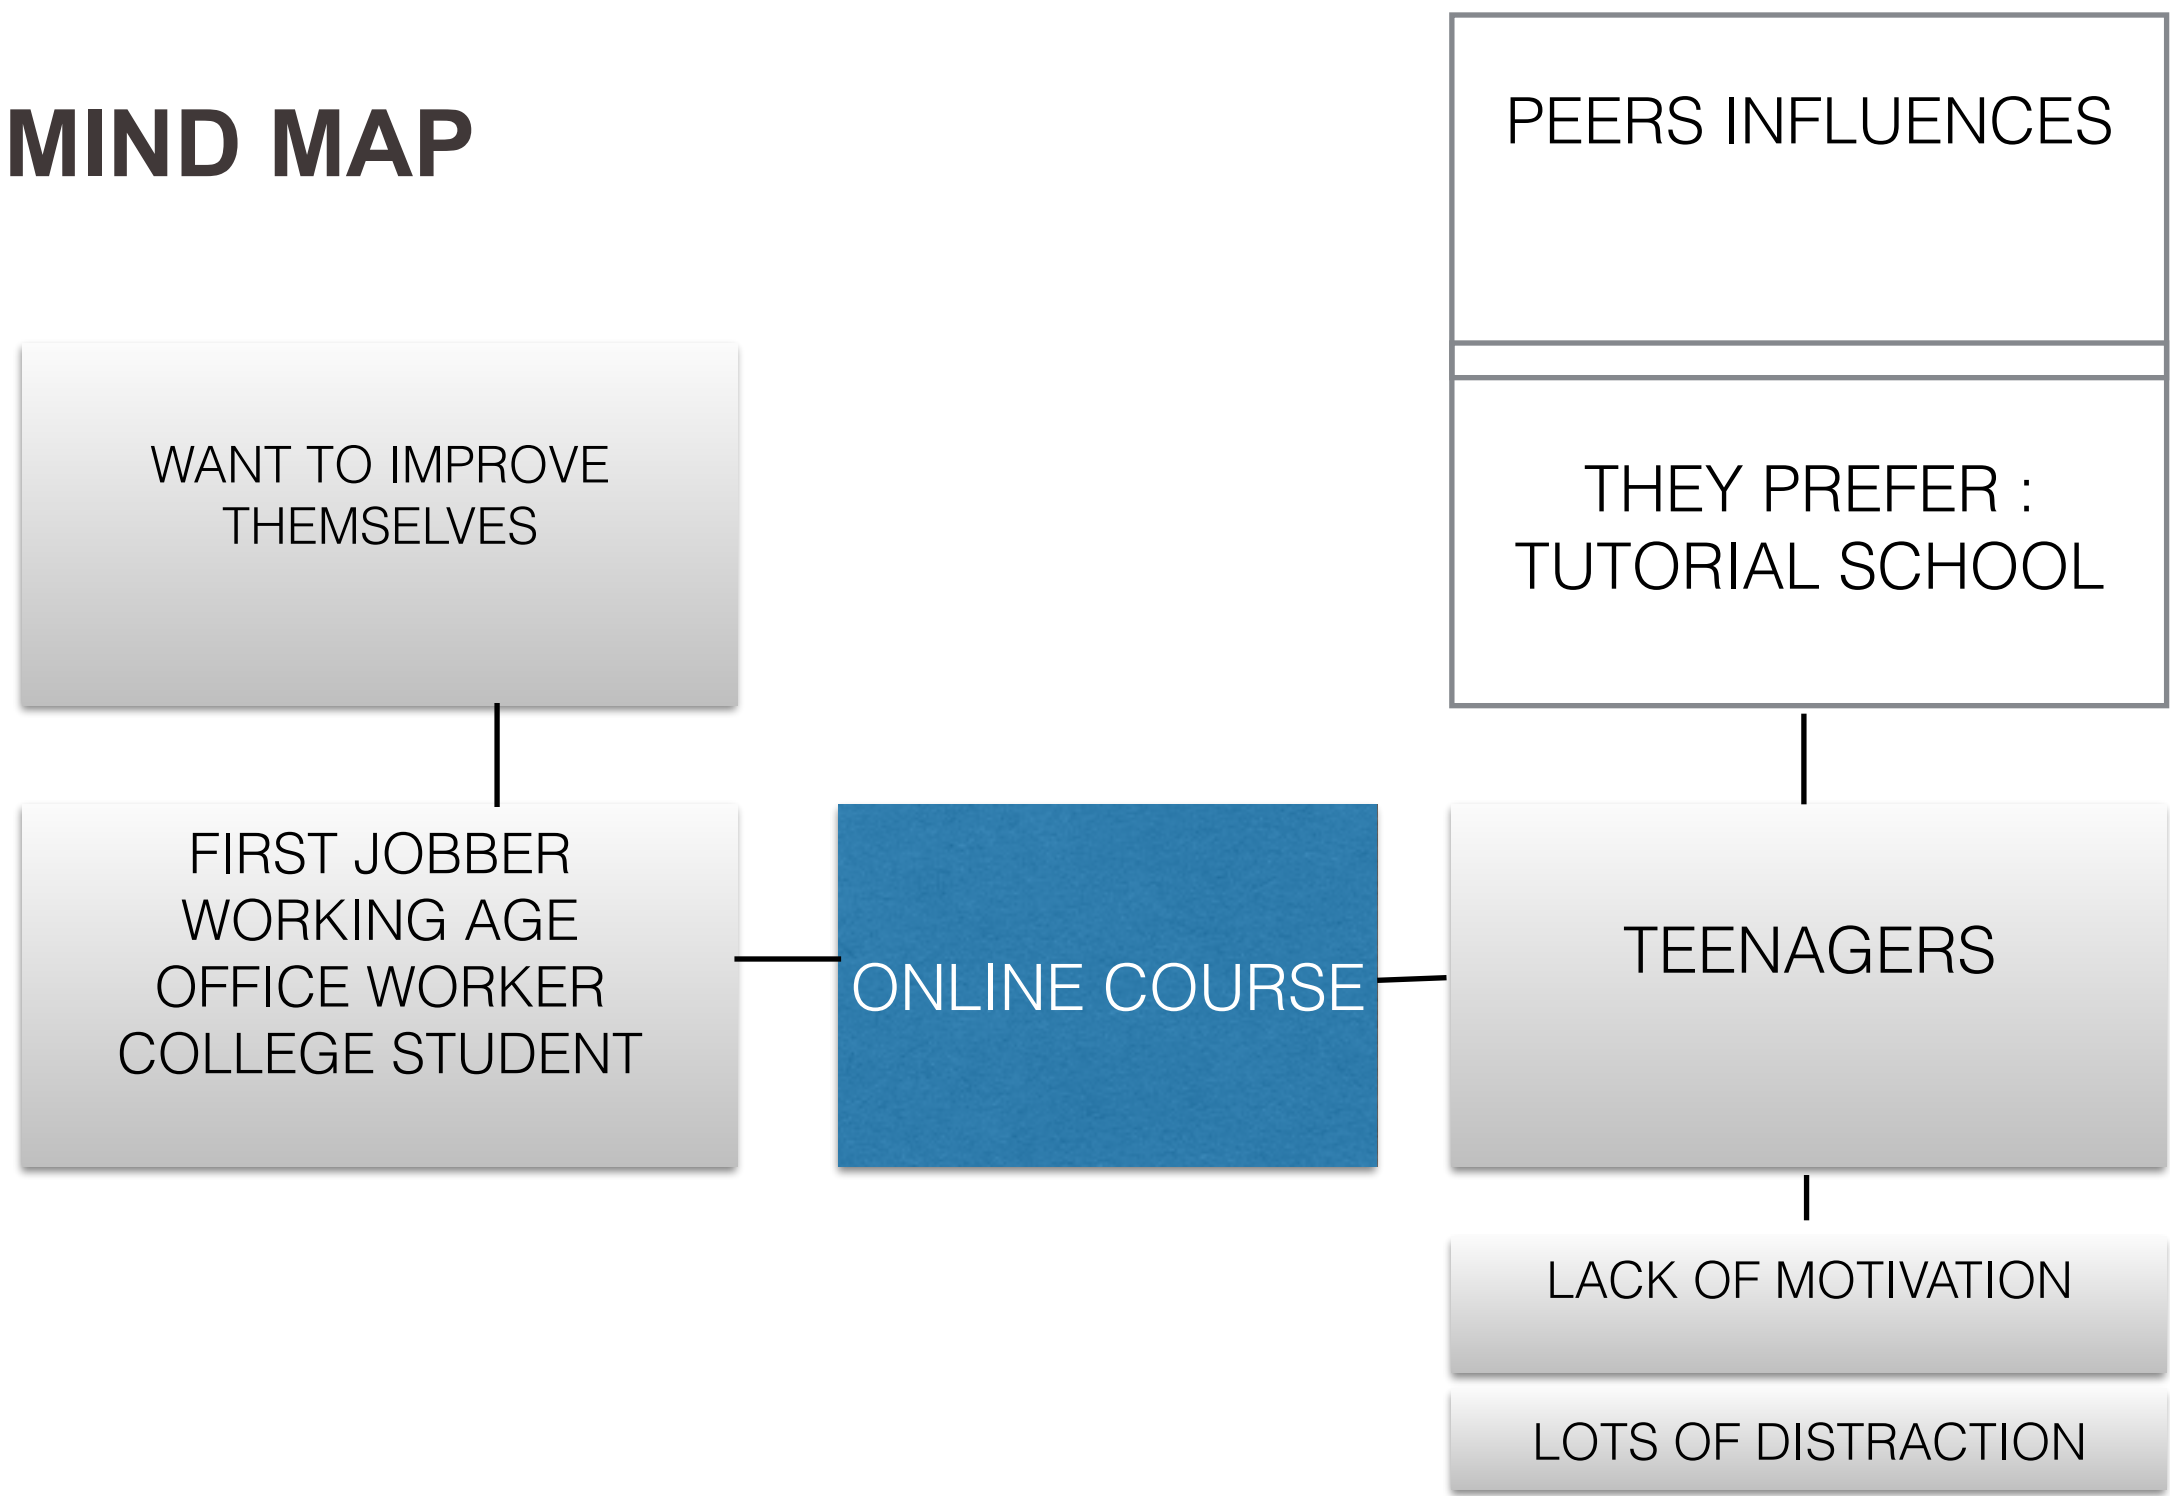 MIND MAP
PEERS INFLUENCES
WANT TO IMPROVE
THEMSELVES
THEY PREFER :
TUTORIAL SCHOOL
FIRST JOBBER
WORKING AGE
OFFICE WORKER
COLLEGE STUDENT
ONLINE COURSE
TEENAGERS
LACK OF MOTIVATION
LOTS OF DISTRACTION